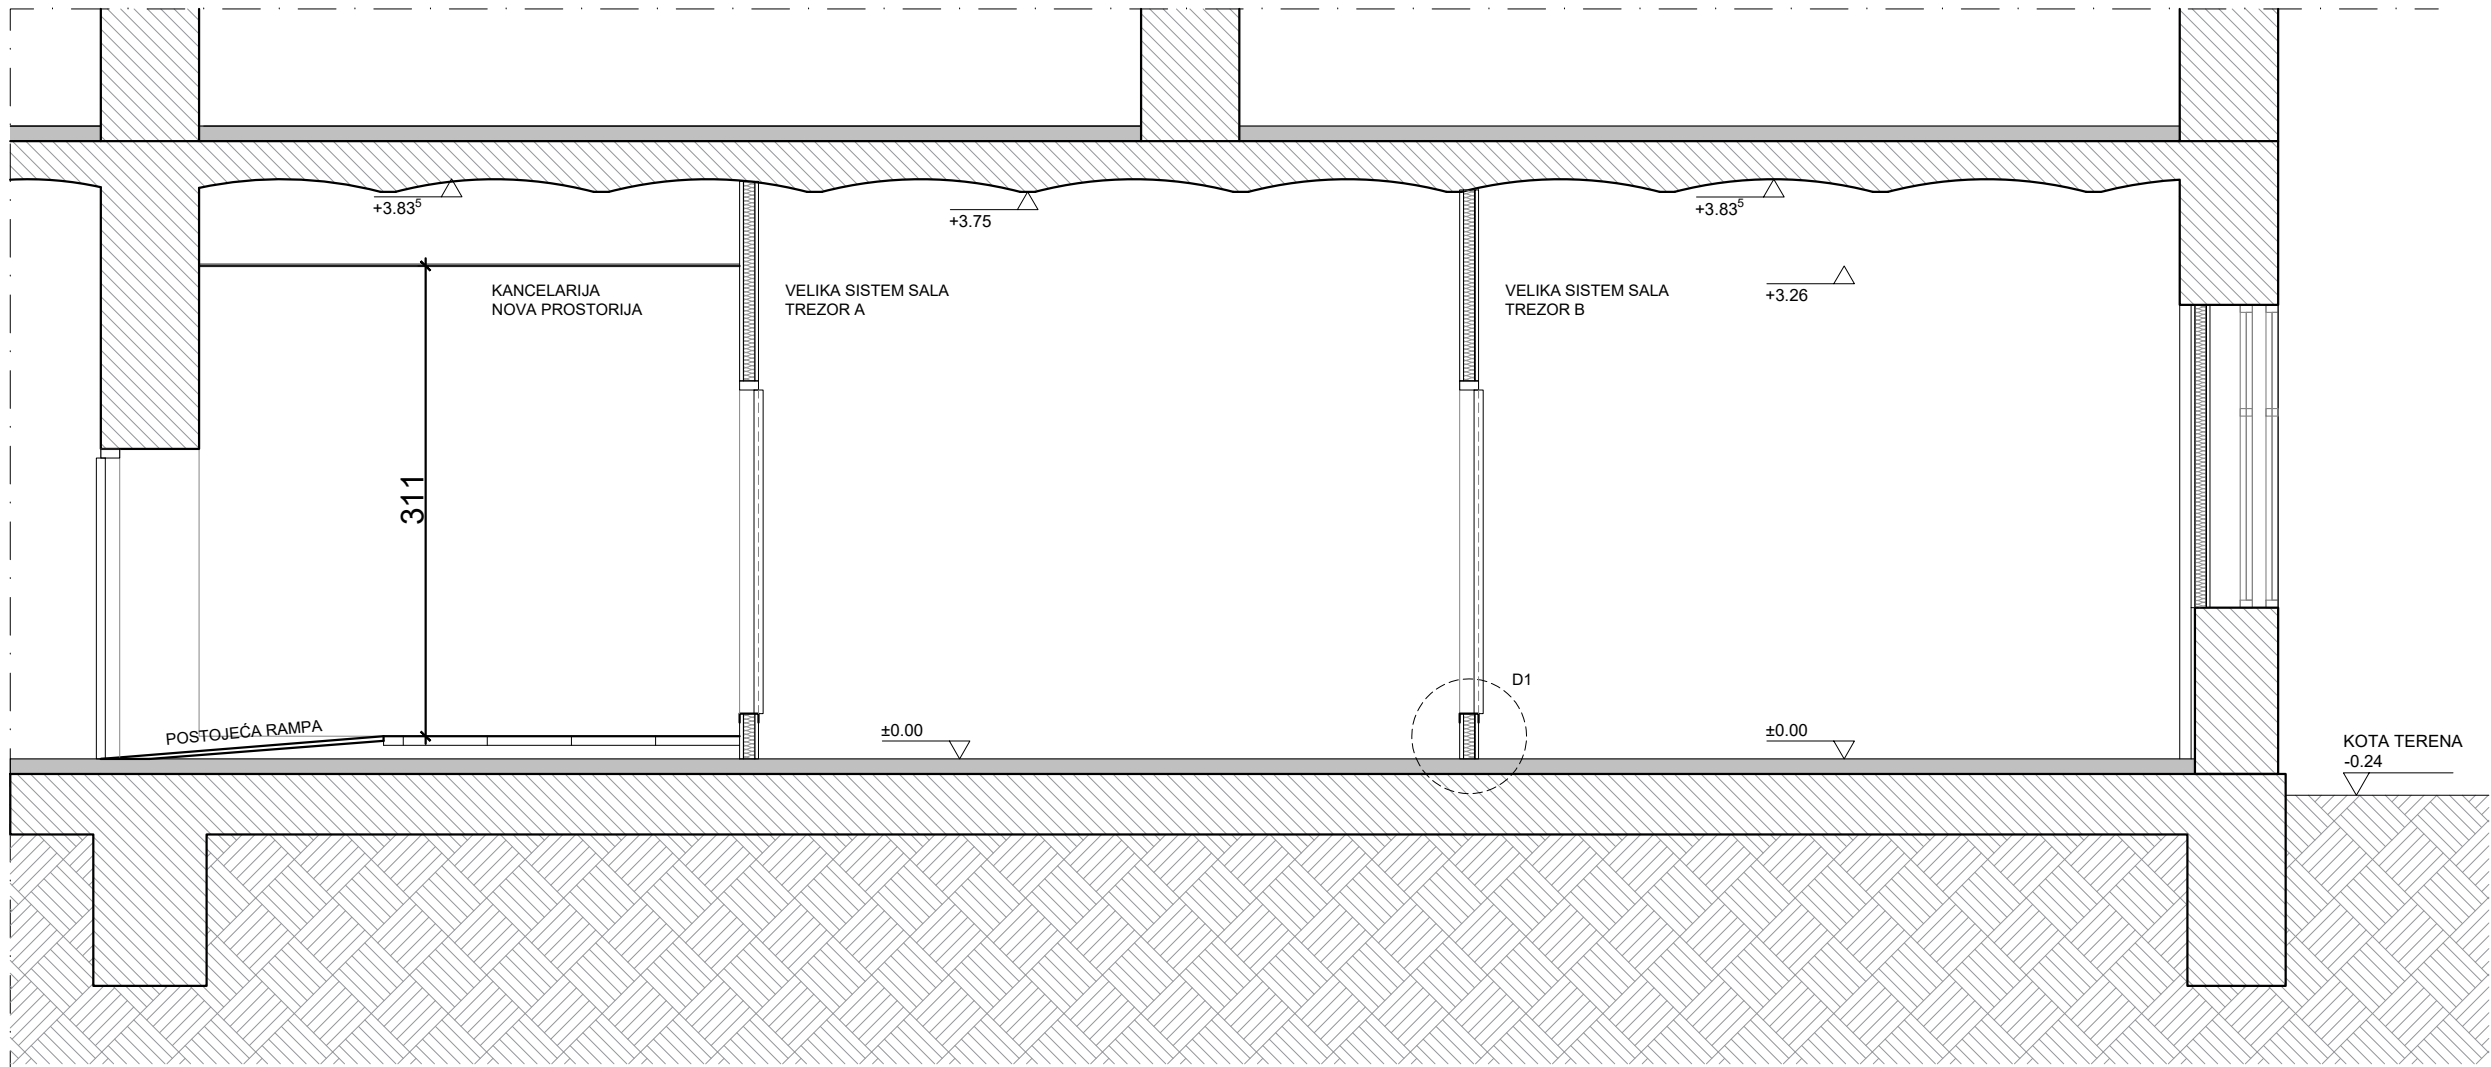 +3.83⁵
+3.75
+3.83⁵
KANCELARIJA
NOVA PROSTORIJA
VELIKA SISTEM SALA
TREZOR A
VELIKA SISTEM SALA
TREZOR B
+3.26
311
D1
POSTOJEĆA RAMPA
±0.00
±0.00
KOTA TERENA
-0.24